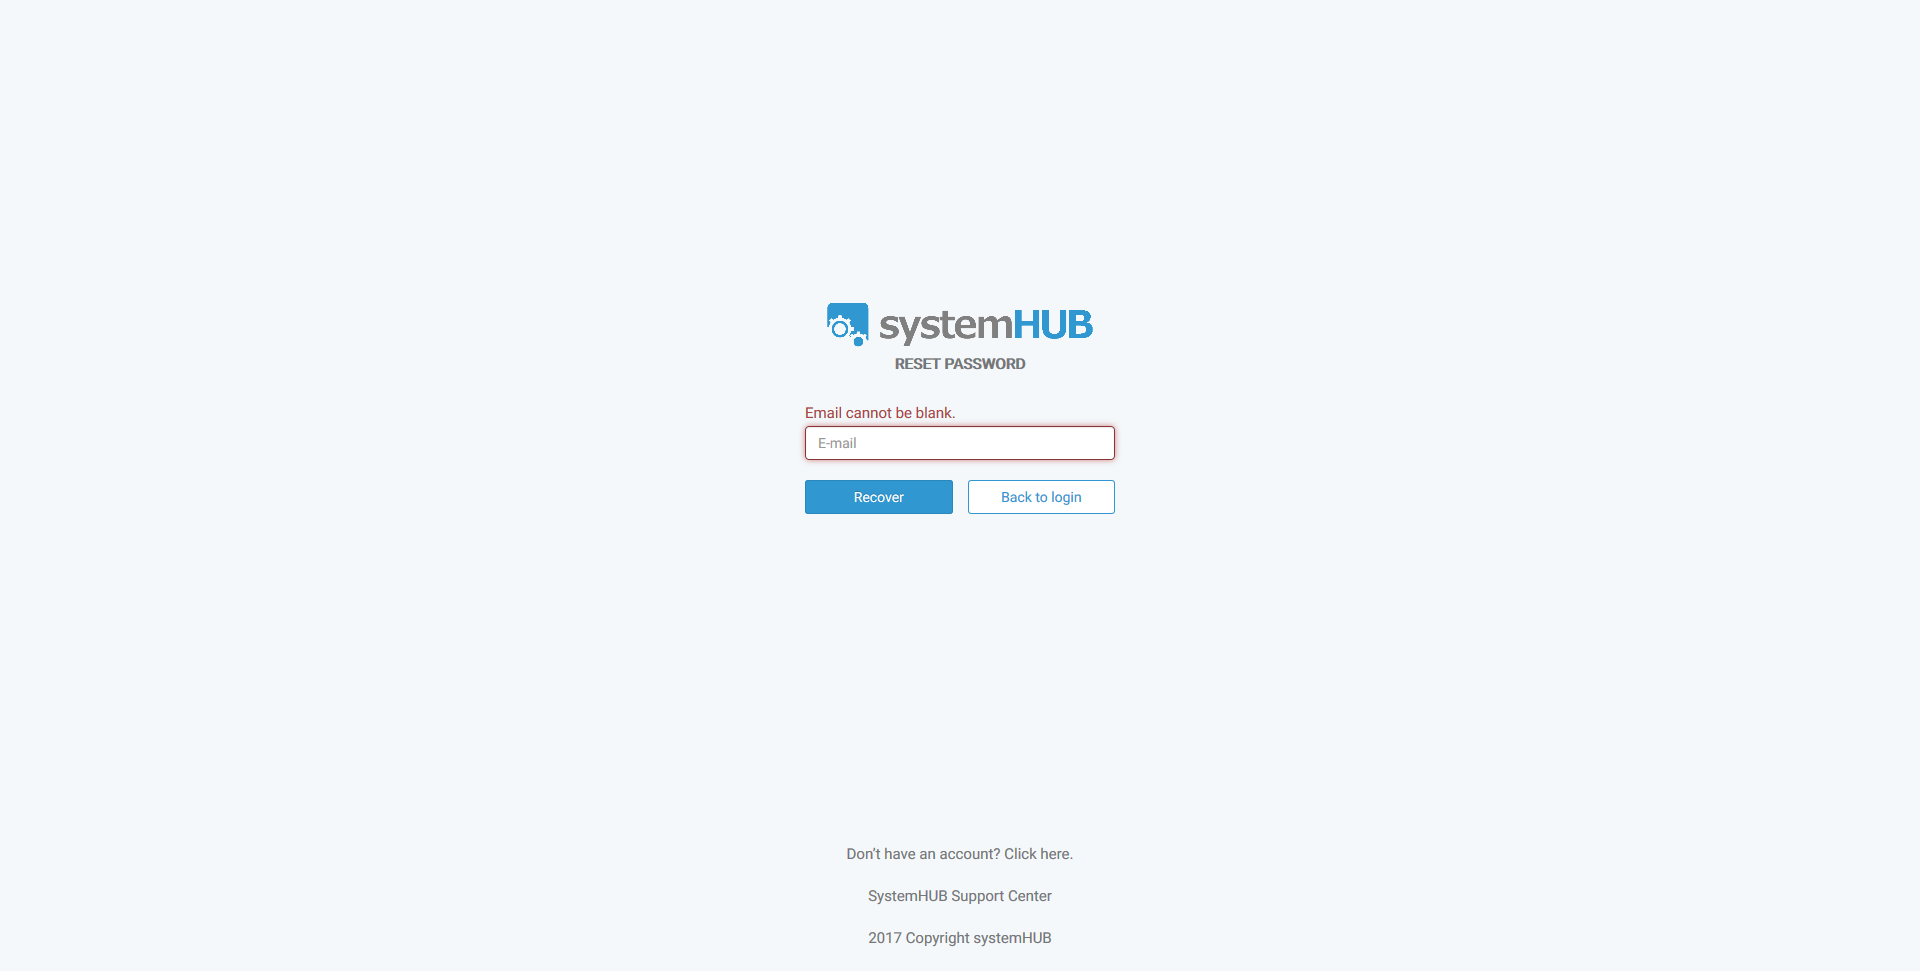 systemHUB
RESET PASSWORD
Email cannot be blank.
E-mail
Recover
Back to login
Don't have an account? Click here.
SystemHUB Support Center
2017 Copyright systemHUB